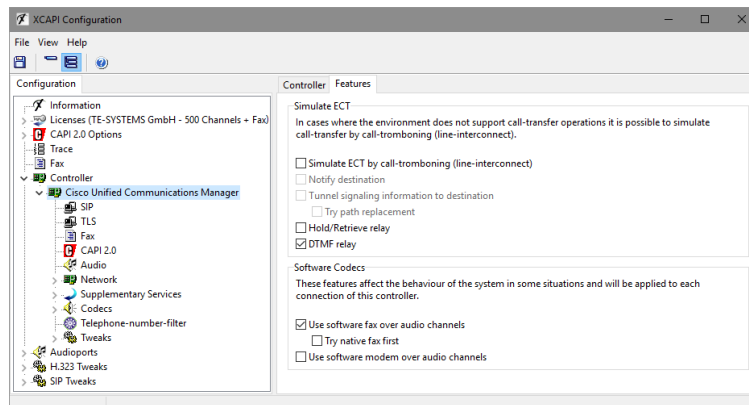 XCAPI Configuration
File View Help
Configuration
Information
Licenses (TE-SYSTEMS GmbH - 500 Channels + Fax)
CAPI 2.0 Options
Trace
Fax
Controller
Cisco Unified Communications Manager
SIP
TLS
Fax
CAPI 2.0
Audio
Network
Supplementary Services
Codecs
Telephone-number-filter
Tweaks
Audioports
H.323 Tweaks
SIP Tweaks
Controller Features
Simulate ECT
In cases where the environment does not support call-transfer operations it is possible to simulate
call-transfer by call-tromboning (line-interconnect).
Simulate ECT by call-tromboning (line-interconnect)
Notify destination
Tunnel signaling information to destination
Try path replacement
Hold/Retrieve relay
DTMF relay
Software Codecs
These features affect the behaviour of the system in some situations and will be applied to each
connection of this controller.
Use software fax over audio channels
Try native fax first
Use software modem over audio channels